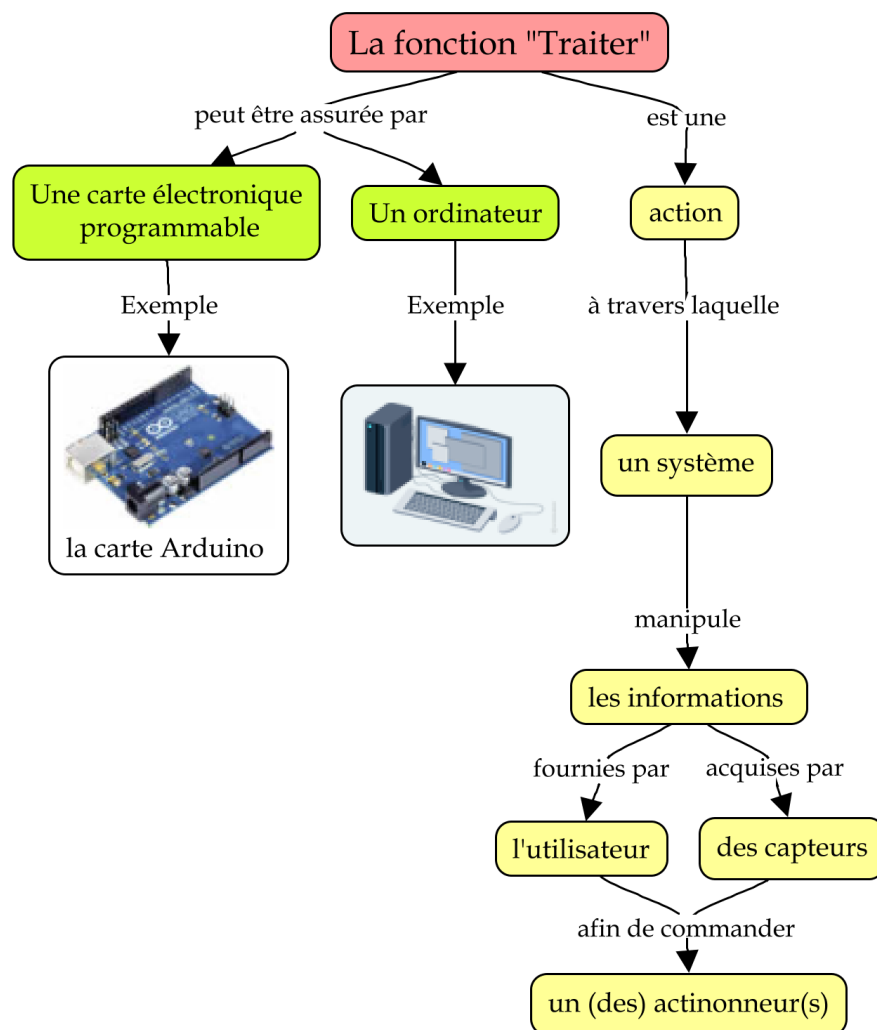 La fonction "Traiter"
peut être assurée par
est une
Une carte électronique
programmable
Un ordinateur
action
Exemple
Exemple
à travers laquelle
la carte Arduino
un système
manipule
les informations
fournies par
acquises par
l'utilisateur
des capteurs
afin de commander
un (des) actinonneur(s)